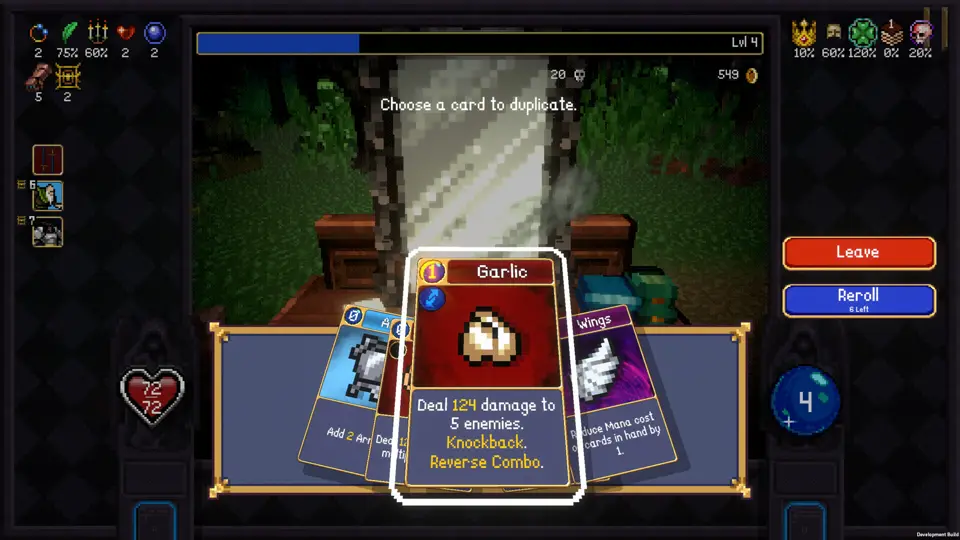 2 75% 60% 2 2
5 2
Lvl 4
10% 60% 120% 0% 20%
1
20
549
Choose a card to duplicate.
6
7
Leave
Reroll
6 Left
0
0
1
Garlic
Wings
Deal 124 damage to
5 enemies.
Knockback.
Reverse Combo.
Add 2
Reduce Mana cost
of cards in hand by
1.
72
72
4
Development Build